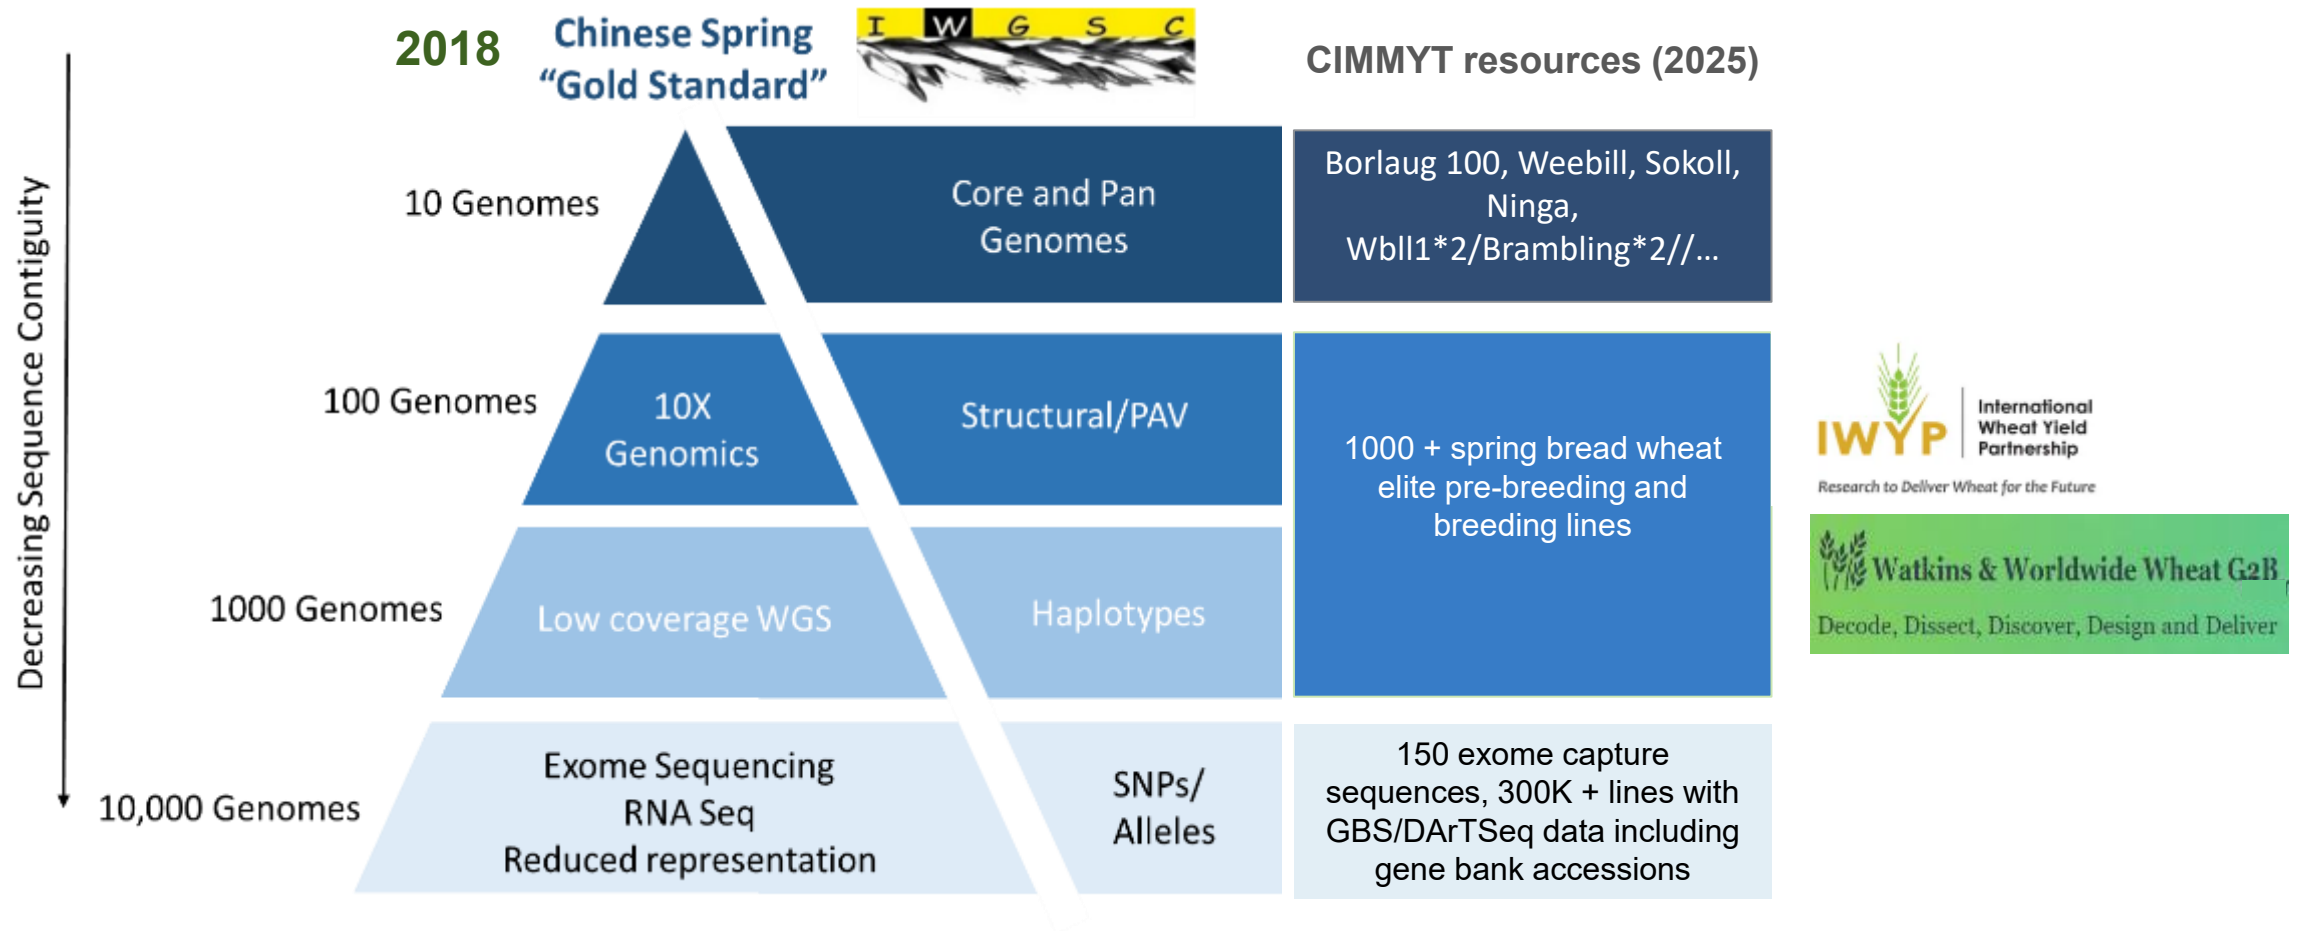 2018
Chinese Spring
“Gold Standard”
I W G S C
CIMMYT resources (2025)
Decreasing Sequence Contiguity
10 Genomes
Core and Pan
Genomes
Borlaug 100, Weebill, Sokoll,
Ninga,
Wbll1*2/Brambling*2//...
100 Genomes
10X
Genomics
Structural/PAV
1000 + spring bread wheat
elite pre-breeding and
breeding lines
IWYP
International
Wheat Yield
Partnership
Research to Deliver Wheat for the Future
Watkins & Worldwide Wheat G2B
Decode, Dissect, Discover, Design and Deliver
1000 Genomes
Low coverage WGS
Haplotypes
10,000 Genomes
Exome Sequencing
RNA Seq
Reduced representation
SNPs/
Alleles
150 exome capture
sequences, 300K + lines with
GBS/DArTSeq data including
gene bank accessions